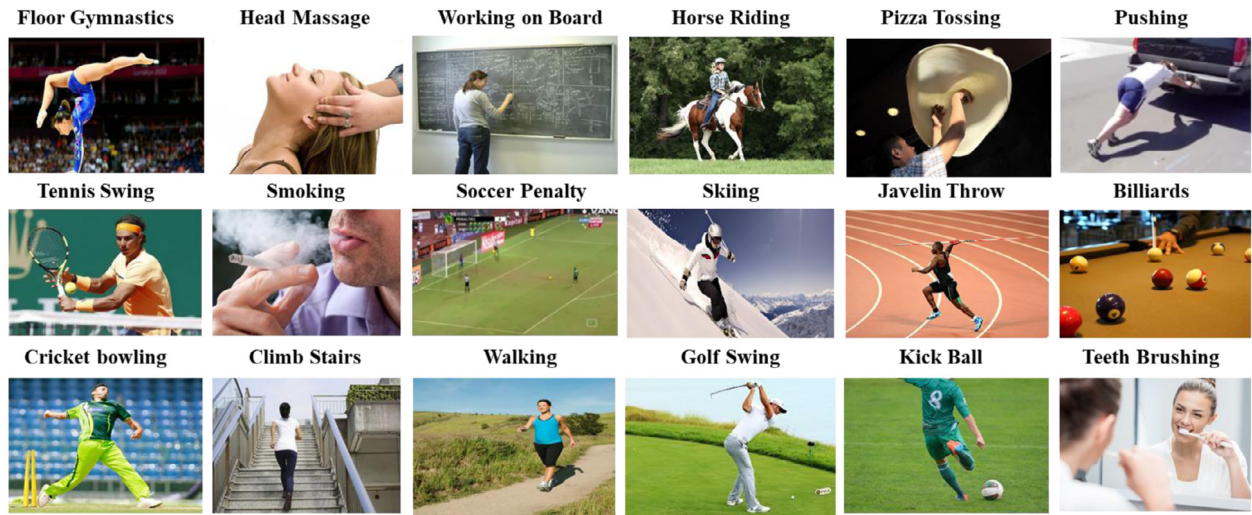 Floor Gymnastics
Head Massage
Working on Board
Horse Riding
Pizza Tossing
Pushing
Tennis Swing
Smoking
Soccer Penalty
Skiing
Javelin Throw
Billiards
Cricket bowling
Climb Stairs
Walking
Golf Swing
Kick Ball
Teeth Brushing
8